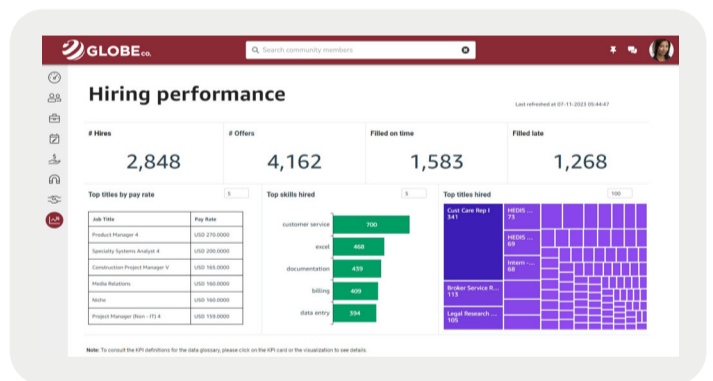 GLOBE co.
Search community members
Hiring performance
Last refreshed at 07-11-2023 05:44:47
# Hires
# Offers
Filled on time
Filled late
2,848
4,162
1,583
1,268
Top titles by pay rate
5
Top skills hired
5
Top titles hired
100
Job Title
Pay Rate
Product Manager 4
USD 270.0000
Specialty Systems Analyst 4
USD 200.0000
Construction Project Manager V
USD 165.0000
Media Relations
USD 160.0000
Niche
USD 160.0000
Project Manager (Non - IT) 4
USD 159.0000
customer service
700
excel
468
documentation
439
billing
409
data entry
394
Cust Care Rep I
341
Broker Service R...
113
Legal Research ...
105
HEDIS ...
73
HEDIS ...
69
Intern -...
68
Note: To consult the KPI definitions for the data glossary, please click on the KPI card or the visualization to see details.